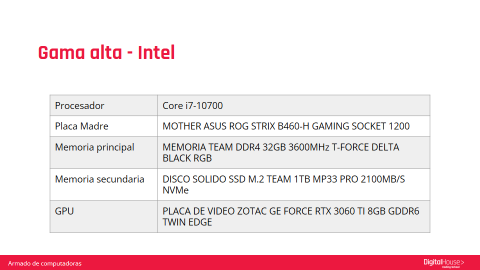 Gama alta - Intel
Procesador
Core i7-10700
Placa Madre
MOTHER ASUS ROG STRIX B460-H GAMING SOCKET 1200
Memoria principal
MEMORIA TEAM DDR4 32GB 3600MHz T-FORCE DELTA
BLACK RGB
Memoria secundaria
DISCO SOLIDO SSD M.2 TEAM 1TB MP33 PRO 2100MB/S
NVMe
GPU
PLACA DE VIDEO ZOTAC GE FORCE RTX 3060 TI 8GB GDDR6
TWIN EDGE
Armado de computadoras
DigitalHouse>